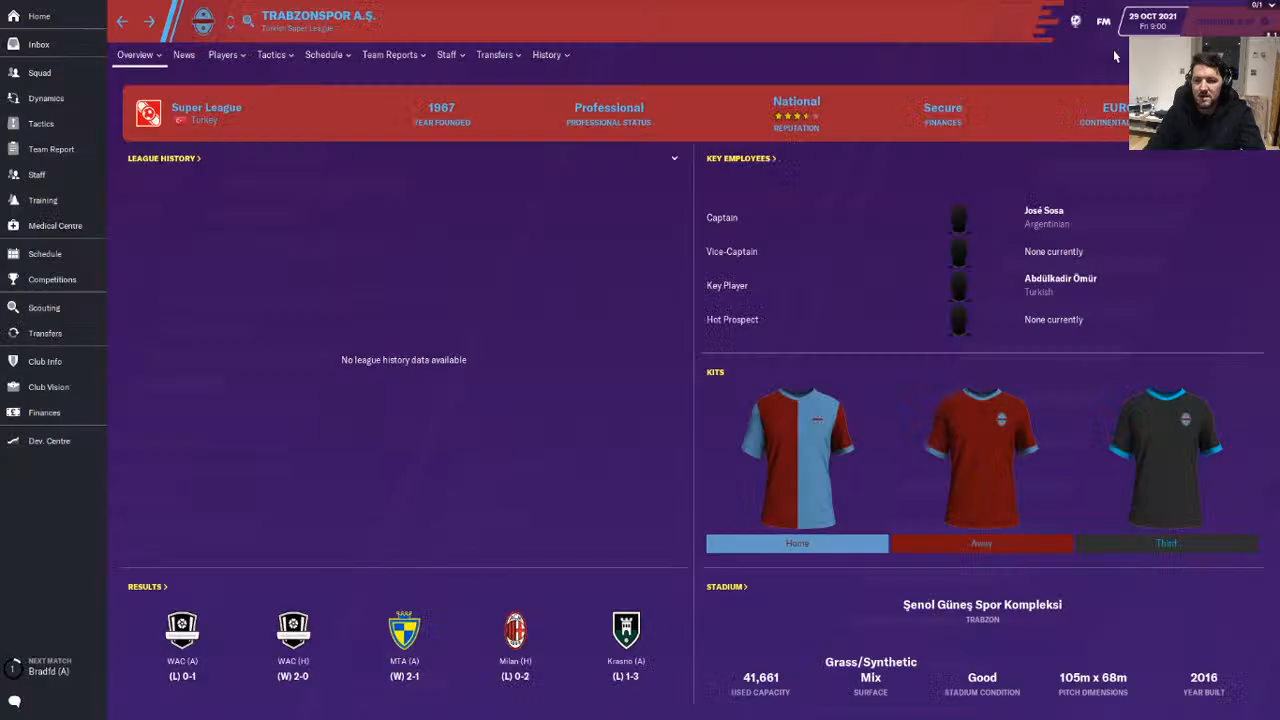 Home
Inbox
Squad
Dynamics
Tactics
Team Report
Staff
Training
Medical Centre
Schedule
Competitions
Scouting
Transfers
Club Info
Club Vision
Finances
Dev. Centre
1
NEXT MATCH
Bradfd (A)
TRABZONSPOR A.Ş.
Turkish Super League
FM
29 OCT 2021
Fri 9:00
0/1
Overview
News
Players
Tactics
Schedule
Team Reports
Staff
Transfers
History
Super League
Turkey
1967
YEAR FOUNDED
Professional
PROFESSIONAL STATUS
National
REPUTATION
Secure
FINANCES
EURO
CONTINENTAL
LEAGUE HISTORY >
No league history data available
RESULTS >
WAC (A)
(L) 0-1
WAC (H)
(W) 2-0
MTA (A)
(W) 2-1
Milan (H)
(L) 0-2
Krasno (A)
(L) 1-3
KEY EMPLOYEES >
Captain
José Sosa
Argentinian
Vice-Captain
None currently
Key Player
Abdülkadir Ömür
Turkish
Hot Prospect
None currently
KITS
Home
Away
Third
STADIUM >
Şenol Güneş Spor Kompleksi
TRABZON
41,661
USED CAPACITY
Grass/Synthetic
Mix
SURFACE
Good
STADIUM CONDITION
105m x 68m
PITCH DIMENSIONS
2016
YEAR BUILT